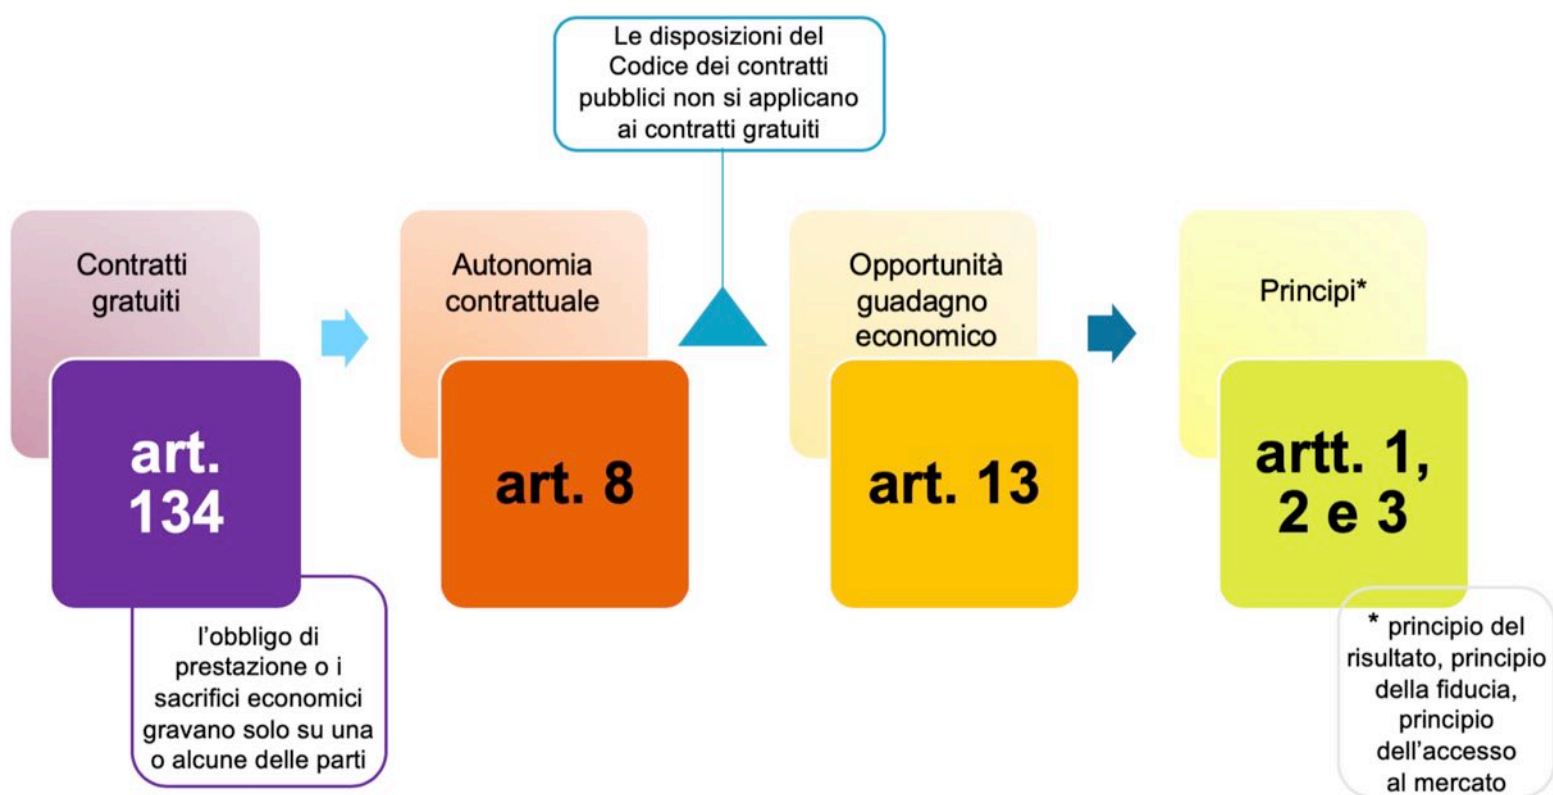 Le disposizioni del
Codice dei contratti
pubblici non si applicano
ai contratti gratuiti
Contratti
gratuiti
art.
134
l'obbligo di
prestazione o i
sacrifici economici
gravano solo su una
o alcune delle parti
Autonomia
contrattuale
art. 8
Opportunità
guadagno
economico
art. 13
Principi*
artt. 1,
2 e 3
* principio del
risultato, principio
della fiducia,
principio
dell'accesso
al mercato